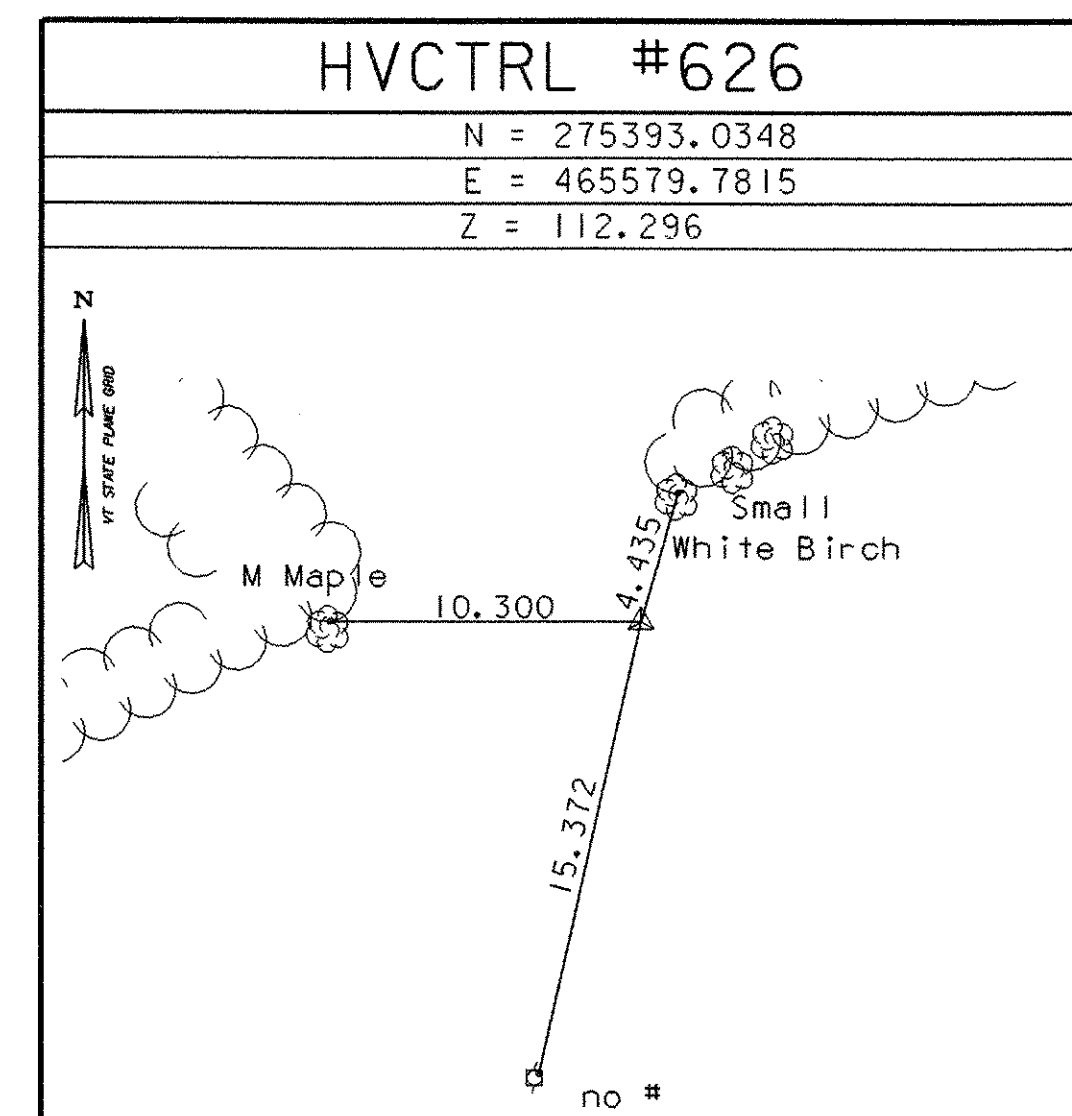 HVCTRL #626
N = 275393.0348
E = 465579.7815
Z = 112.296
N
VT STATE PLANE GRID
Small
White Birch
4.435
M Maple
10.300
15.372
no #